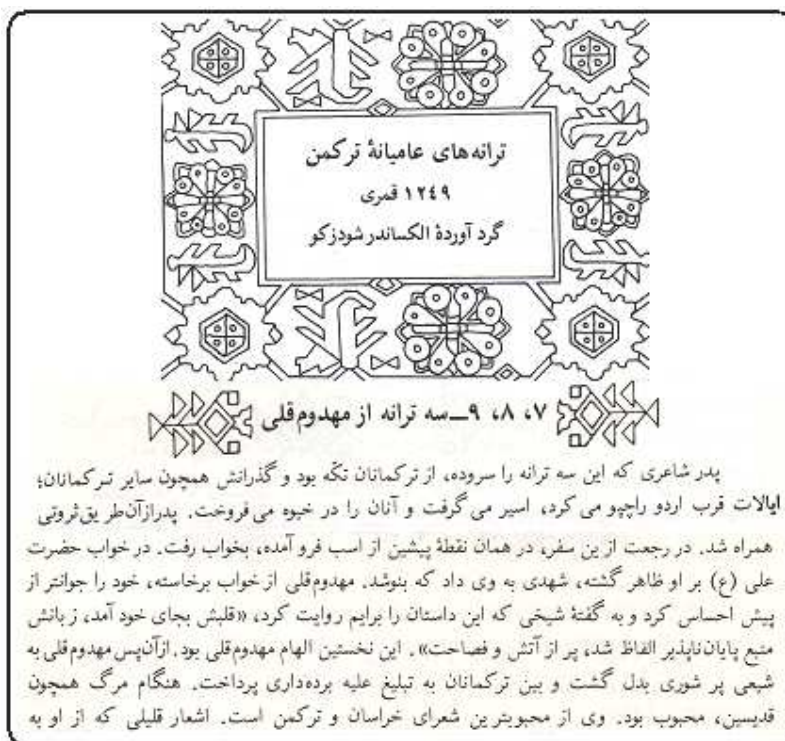 ترانه‌های عامیانهٔ ترکمن
۱۲۴۹ قمری
گرد آوردهٔ الکساندر شودزکو
۷، ۸، ۹ــ سه ترانه از مهدوم‌قلی
پدر شاعری که این سه ترانه را سروده، از ترکمانان تکّه بود و گذرانش همچون سایر ترکمانان؛
ایالات قرب اردو راچپو می‌کرد، اسیر می‌گرفت و آنان را در خیوه می‌فروخت. پدرازآن‌طریق‌ثروتی
همراه شد. در رجعت ازین سفر، در همان نقطهٔ پیشین از اسب فرو آمده، بخواب رفت. در خواب حضرت
علی (ع) بر او ظاهر گشته، شهدی به وی داد که بنوشد. مهدوم‌قلی ازخواب برخاسته، خود را جوانتر از
پیش احساس کرد و به گفتهٔ شیخی که این داستان را برایم روایت کرد، «قلبش بجای خود آمد، زبانش
منبع پایان‌ناپذیر الفاظ شد، پر از آتش و فصاحت». این نخستین الهام مهدوم‌قلی بود. ازآن‌پس مهدوم‌قلی به
شیعی پر شوری بدل گشت و بین ترکمانان به تبلیغ علیه برده‌داری پرداخت. هنگام مرگ همچون
قدیسین، محبوب بود. وی از محبوبترین شعرای خراسان و ترکمن است. اشعار قلیلی که از او به